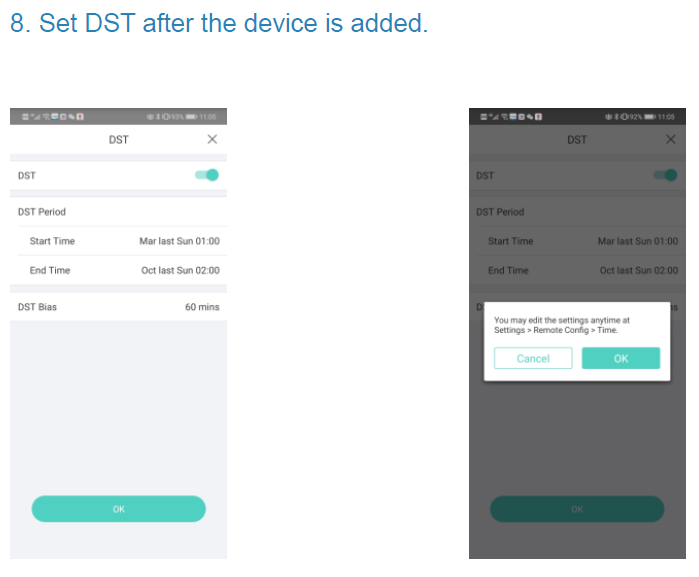 8. Set DST after the device is added.
93% 11:05
DST
DST
DST Period
Start Time Mar last Sun 01:00
End Time Oct last Sun 02:00
DST Bias 60 mins
OK
92% 11:05
DST
DST
DST Period
Start Time Mar last Sun 01:00
End Time Oct last Sun 02:00
You may edit the settings anytime at
Settings > Remote Config > Time.
Cancel OK
OK